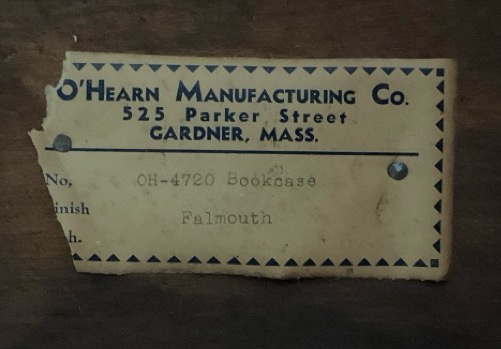 O'HEARN MANUFACTURING CO.
525 Parker Street
GARDNER, MASS.
No, OH-4720 Bookcase
inish Falmouth
h.